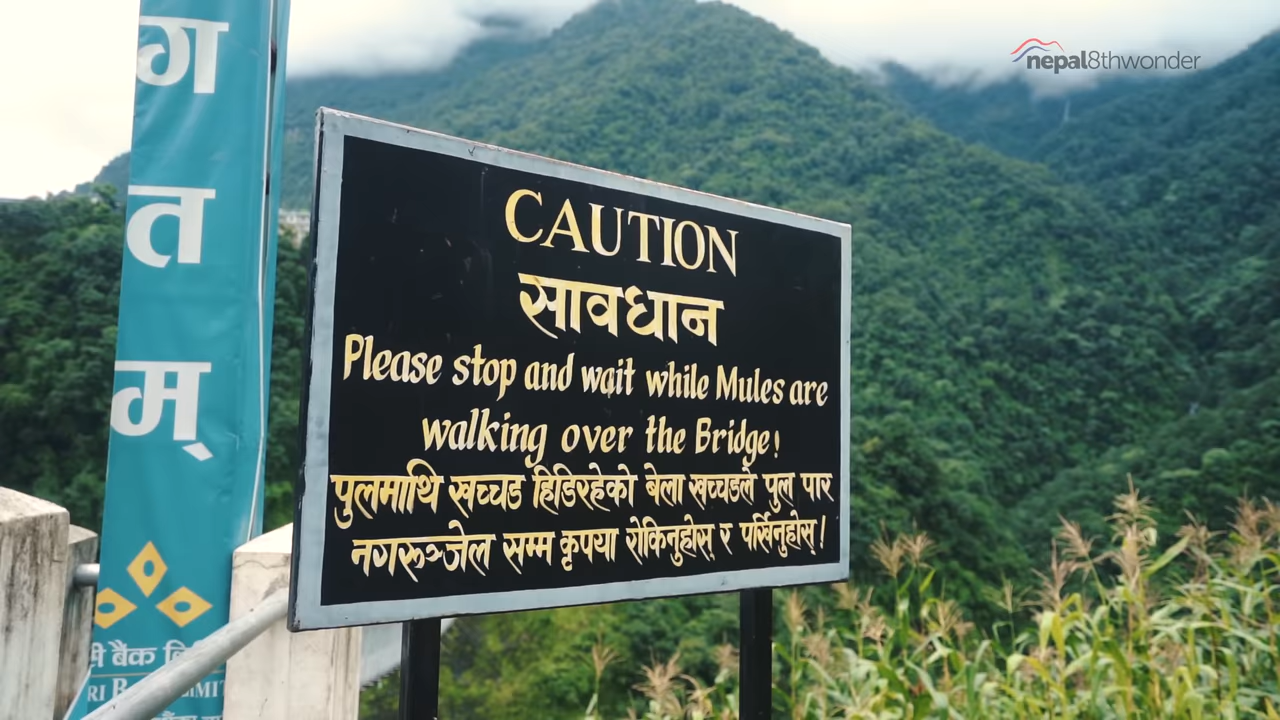 nepal8thwonder
ग
त
म्
CAUTION
सावधान
Please stop and wait while Mules are
walking over the Bridge!
पुलमाथि खच्चड हिडिरहेको बेला खच्चडले पुल पार
नगरूञ्जेल सम्म कृपया रोकिनुहोस् र पर्खिनुहोस्!
बैंक